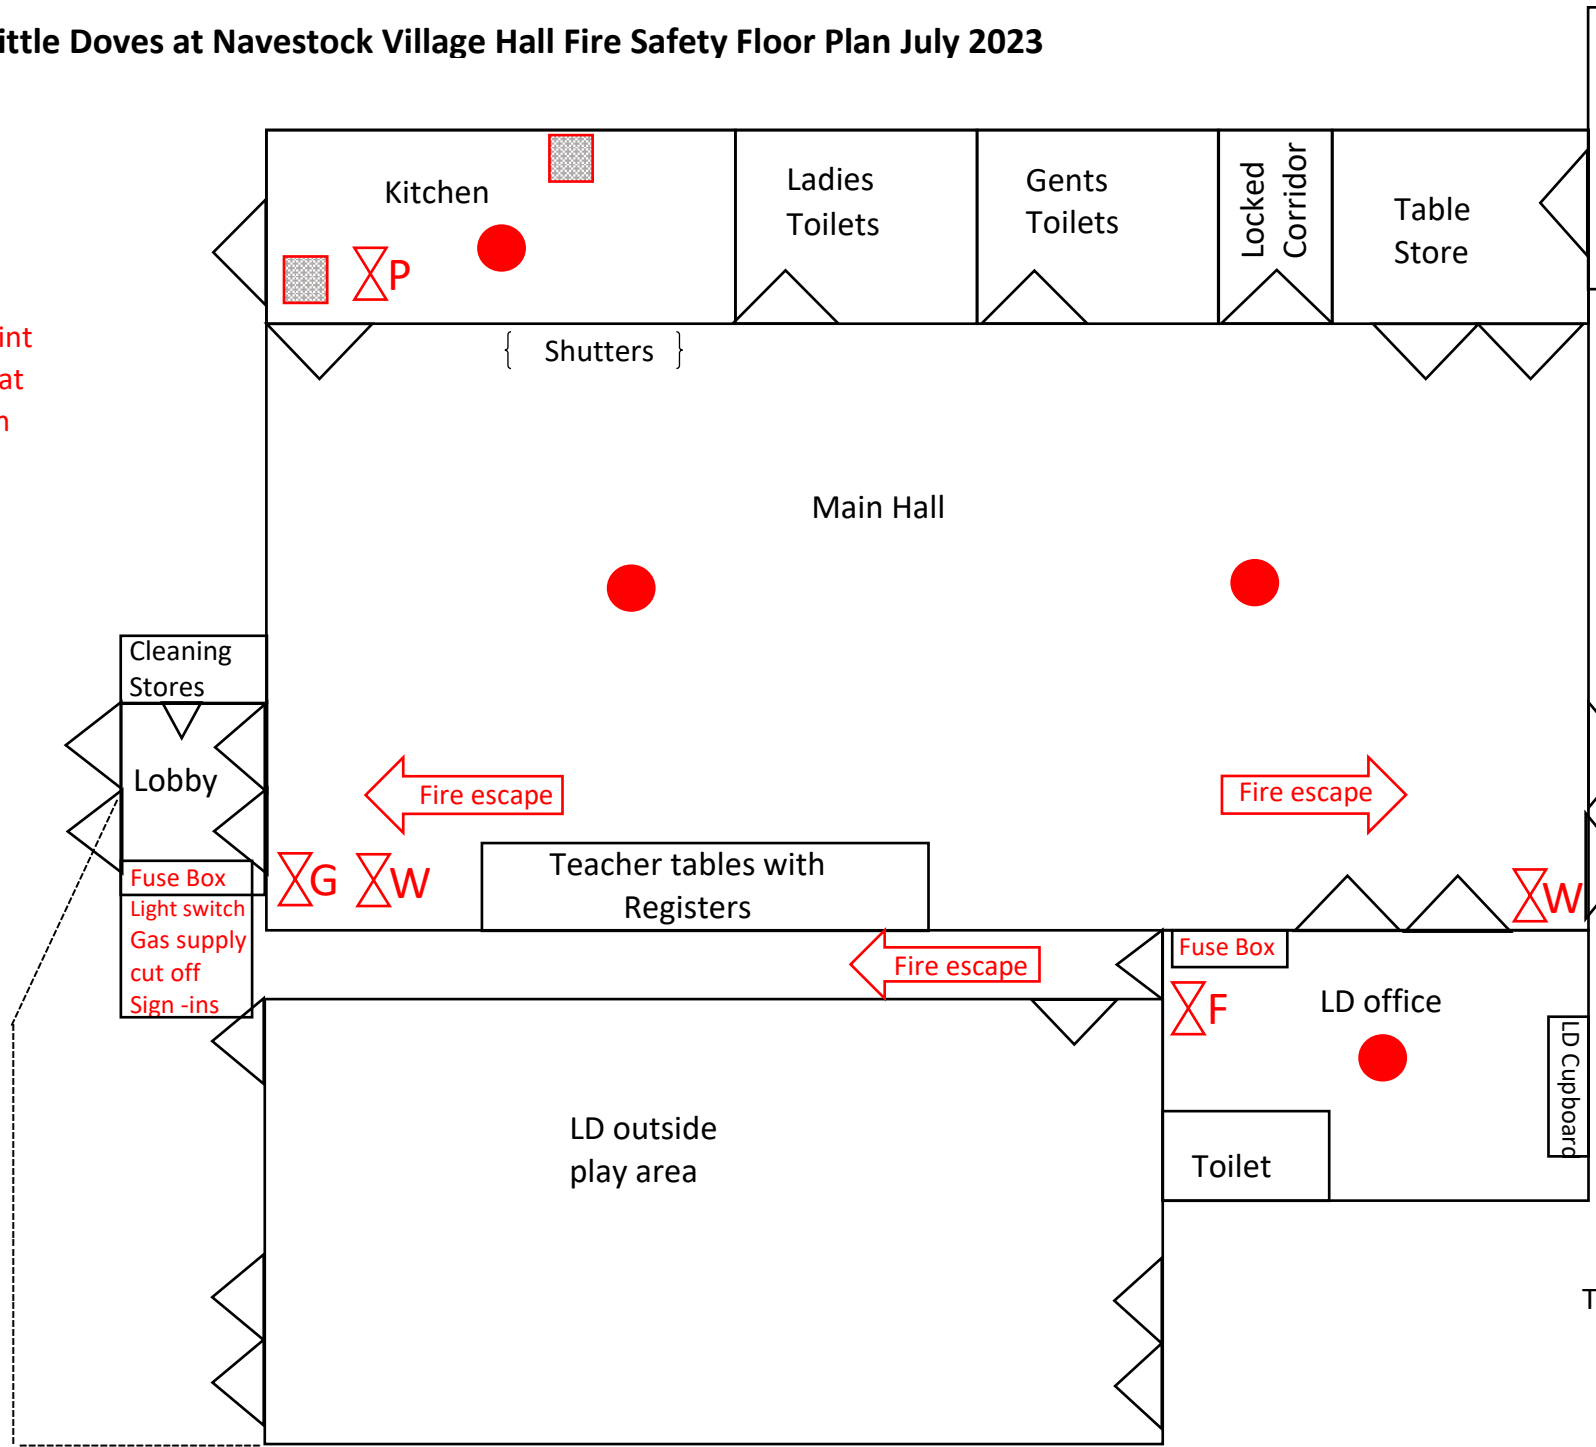 ittle Doves at Navestock Village Hall Fire Safety Floor Plan July 2023
Kitchen
P
Ladies
Toilets
Gents
Toilets
Locked
Corridor
Table
Store
int
at
Shutters
Main Hall
Cleaning
Stores
Lobby
Fire escape
Fire escape
Fuse Box
Light switch
Gas supply
cut off
Sign -ins
G
W
Teacher tables with
Registers
W
Fire escape
Fuse Box
F
LD office
LD Cupboard
LD outside
play area
Toilet
T